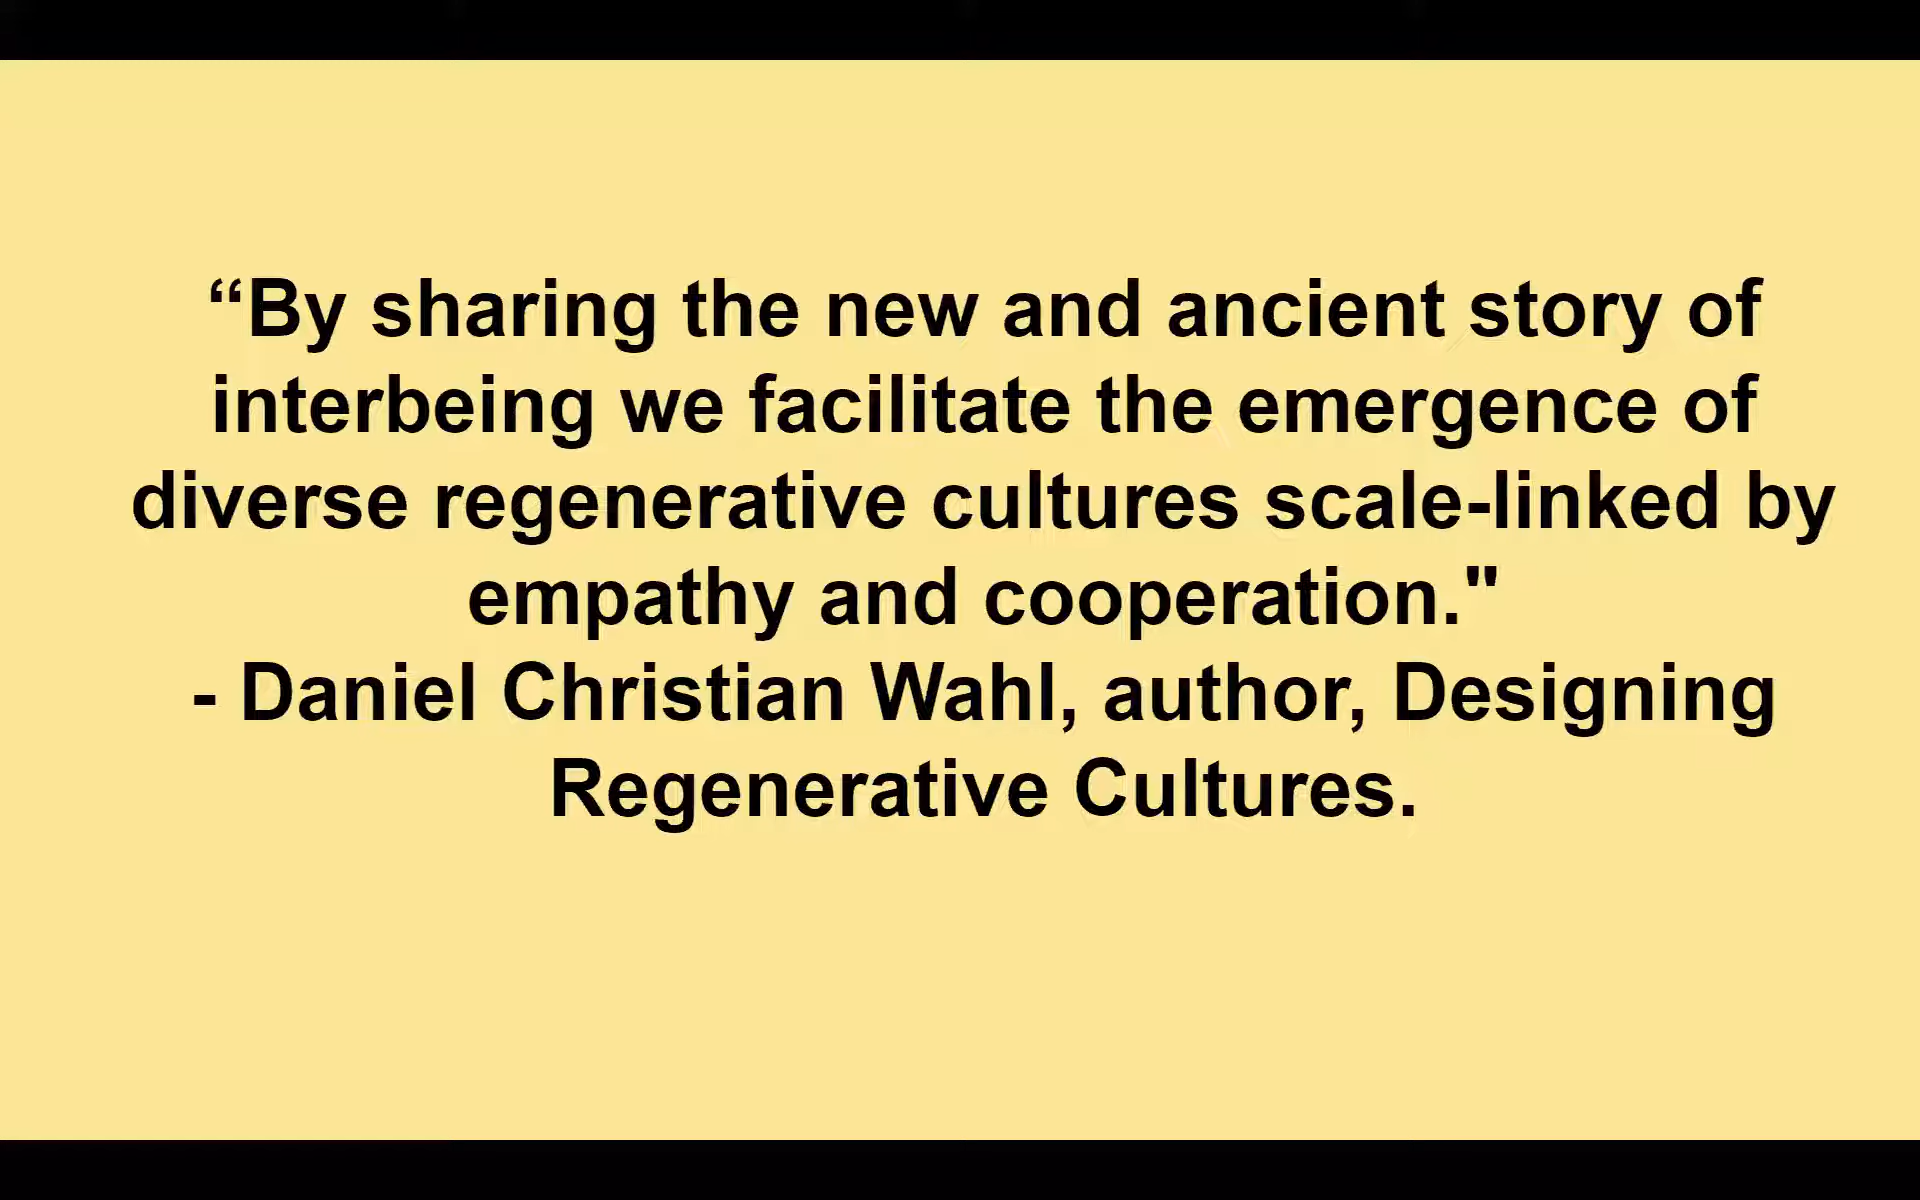 “By sharing the new and ancient story of
interbeing we facilitate the emergence of
diverse regenerative cultures scale-linked by
empathy and cooperation."
- Daniel Christian Wahl, author, Designing
Regenerative Cultures.